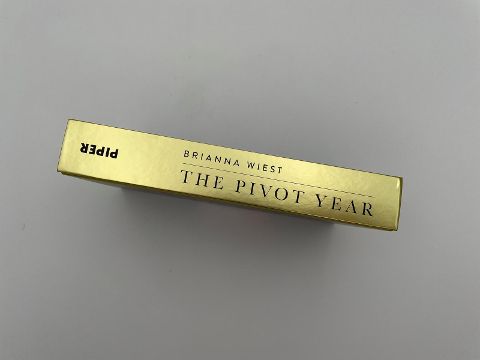 PIPER
BRIANNA WIEST
THE PIVOT YEAR